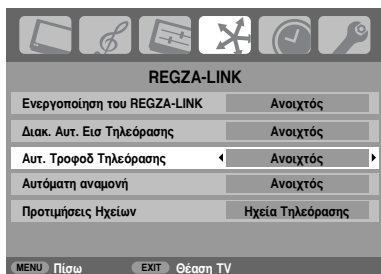 REGZA-LINK
Ενεργοποίηση του REGZA-LINK Ανοιχτός
Διακ. Αυτ. Εισ Τηλεόρασης Ανοιχτός
Αυτ. Τροφοδ Τηλεόρασης Ανοιχτός
Αυτόματη αναμονή Ανοιχτός
Προτιμήσεις Ηχείων Ηχεία Τηλεόρασης
MENU Πίσω EXIT Θέαση TV